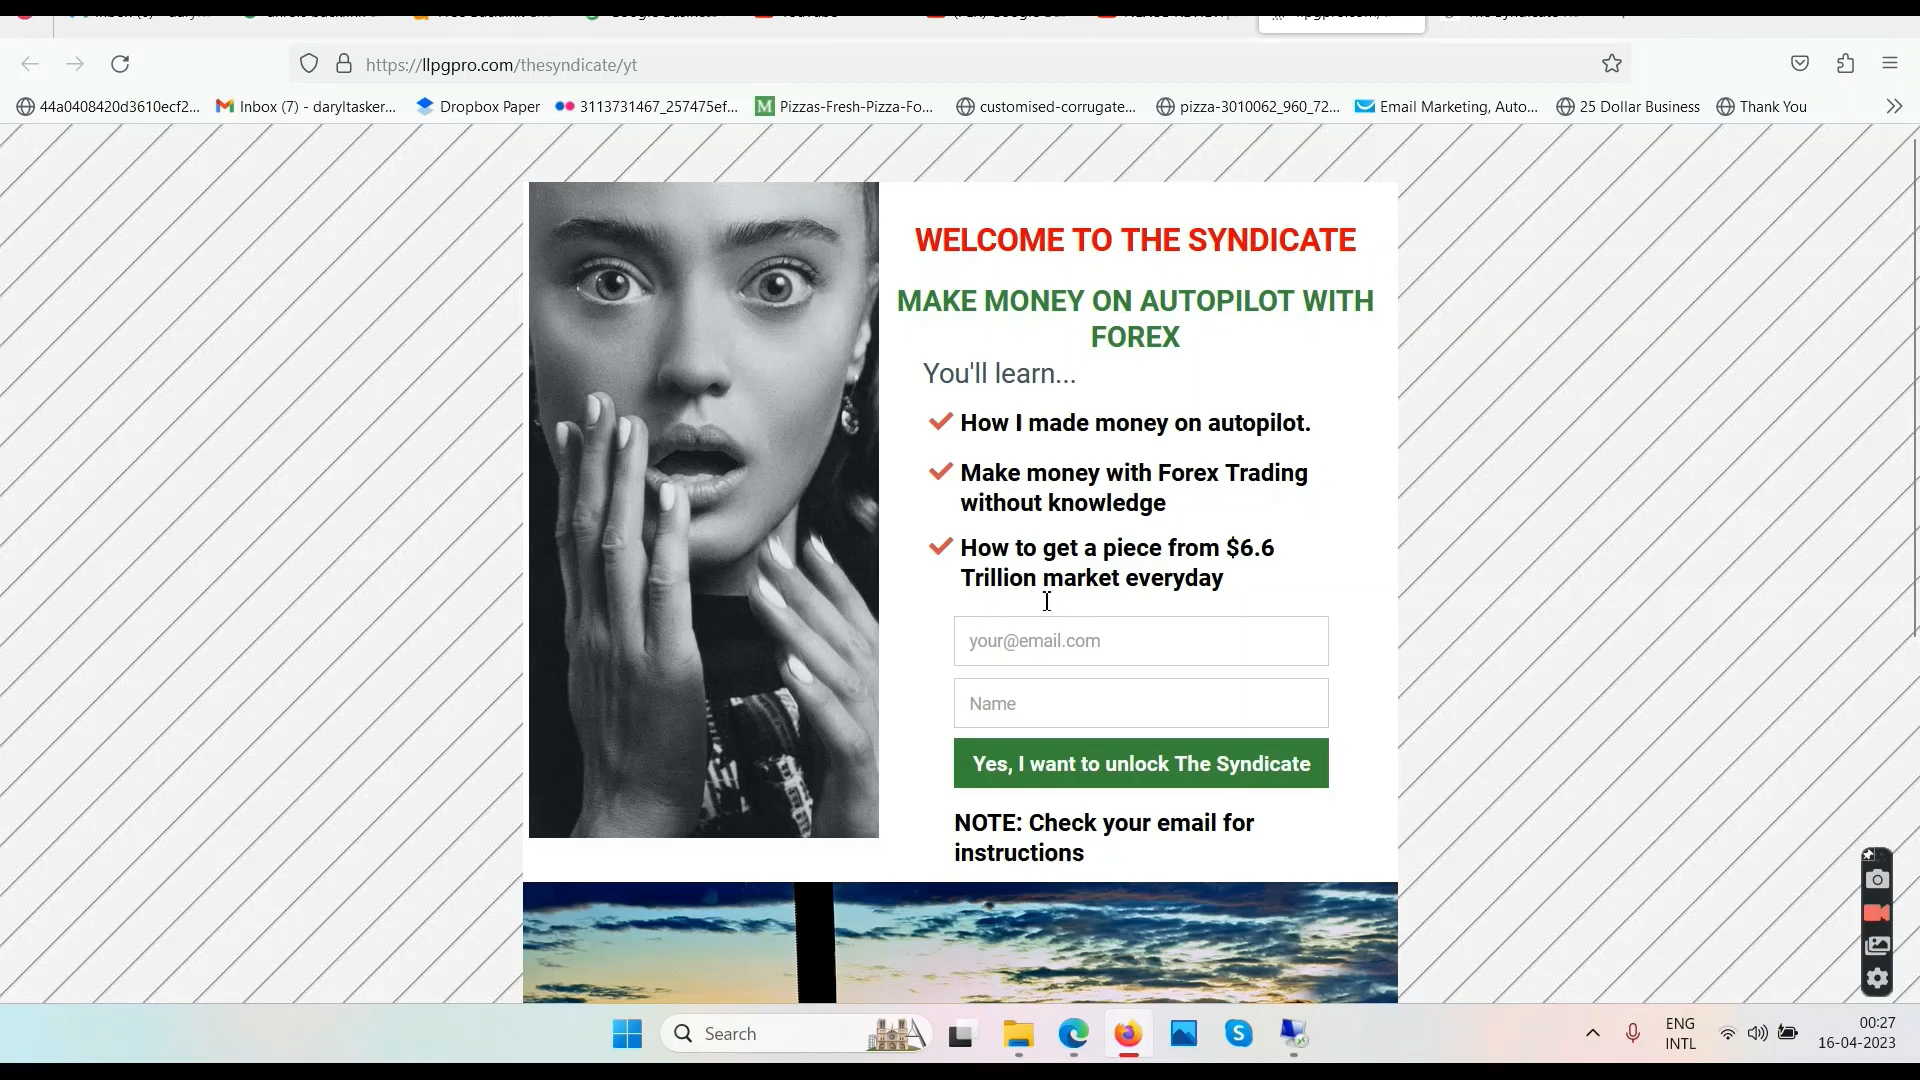 https://llpgpro.com/thesyndicate/yt
44a0408420d3610ecf2... Inbox (7) - daryltasker... Dropbox Paper 3113731467_257475ef... Pizzas-Fresh-Pizza-Fo... customised-corrugate... pizza-3010062_960_72... Email Marketing, Auto... 25 Dollar Business Thank You
WELCOME TO THE SYNDICATE
MAKE MONEY ON AUTOPILOT WITH
FOREX
You'll learn...
How I made money on autopilot.
Make money with Forex Trading
without knowledge
How to get a piece from $6.6
Trillion market everyday
your@email.com
Name
Yes, I want to unlock The Syndicate
NOTE: Check your email for
instructions
Search
ENG
INTL
00:27
16-04-2023